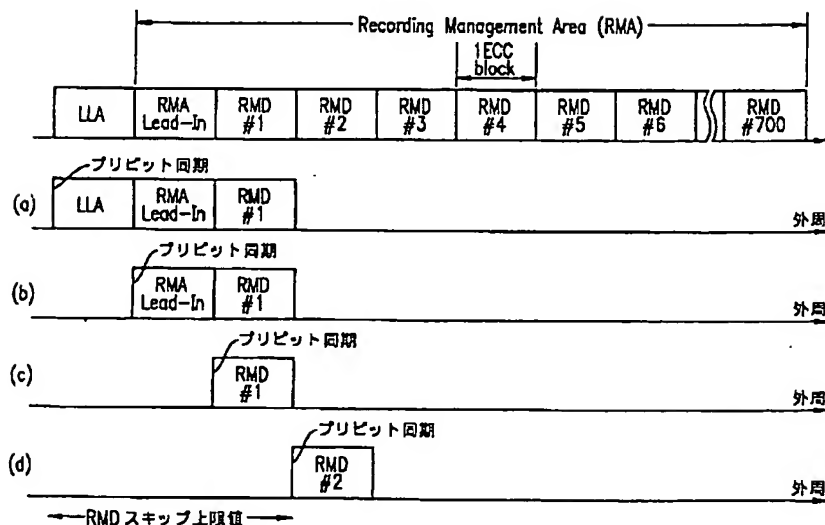 Recording Management Area (RMA)
1ECC
block
LLA
RMA
Lead-In
RMD
#1
RMD
#2
RMD
#3
RMD
#4
RMD
#5
RMD
#6
RMD
#700
プリピット同期
(a)
LLA
RMA
Lead-In
RMD
#1
外周
プリピット同期
(b)
RMA
Lead-In
RMD
#1
外周
プリピット同期
(c)
RMD
#1
外周
プリピット同期
(d)
RMD
#2
外周
RMDスキップ上限値